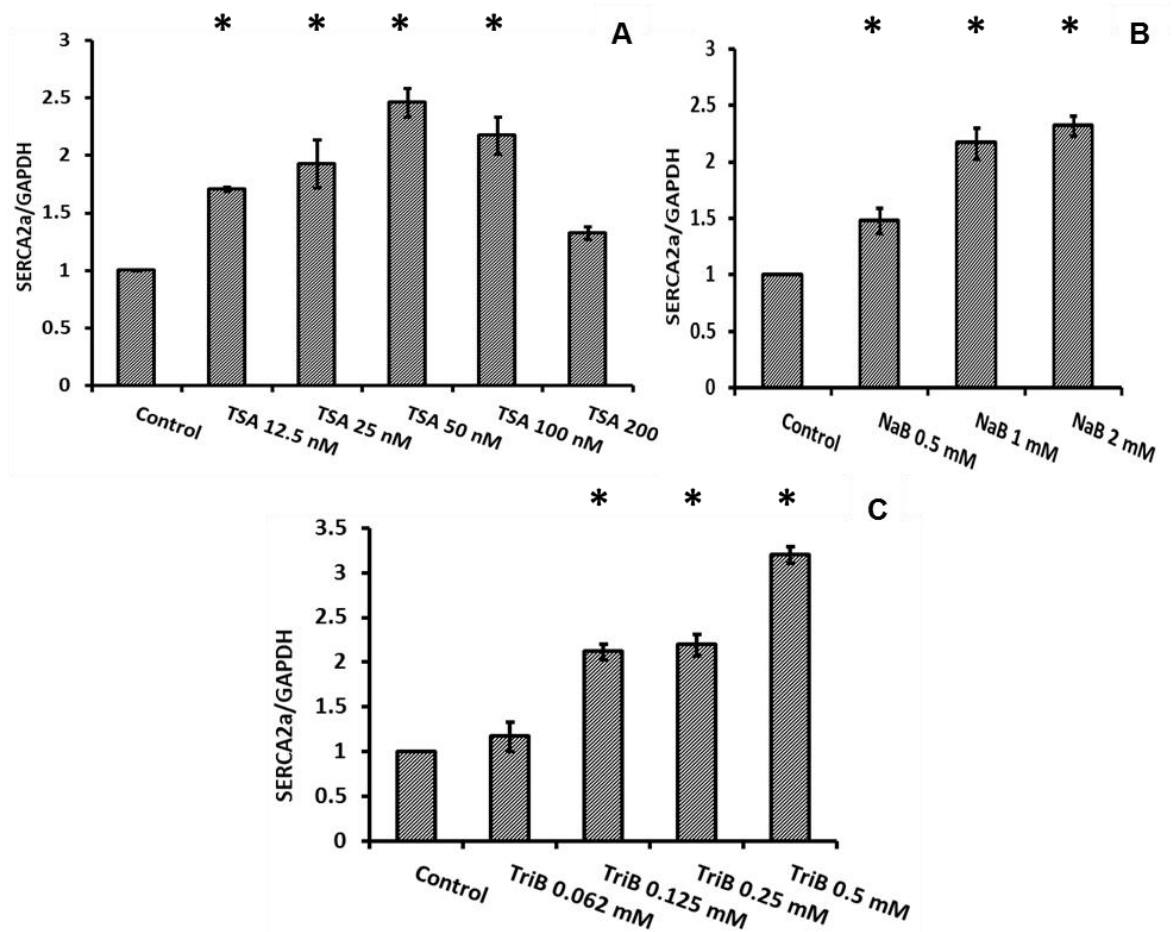 * * * * A
SERCA2a/GAPDH
3
2.5
2
1.5
1
0.5
0
Control TSA 12.5 nM TSA 25 nM TSA 50 nM TSA 100 nM TSA 200
* * * B
SERCA2a/GAPDH
3
2.5
2
1.5
1
0.5
0
Control NaB 0.5 mM NaB 1 mM NaB 2 mM
* * * C
SERCA2a/GAPDH
3.5
3
2.5
2
1.5
1
0.5
0
Control TriB 0.062 mM TriB 0.125 mM TriB 0.25 mM TriB 0.5 mM